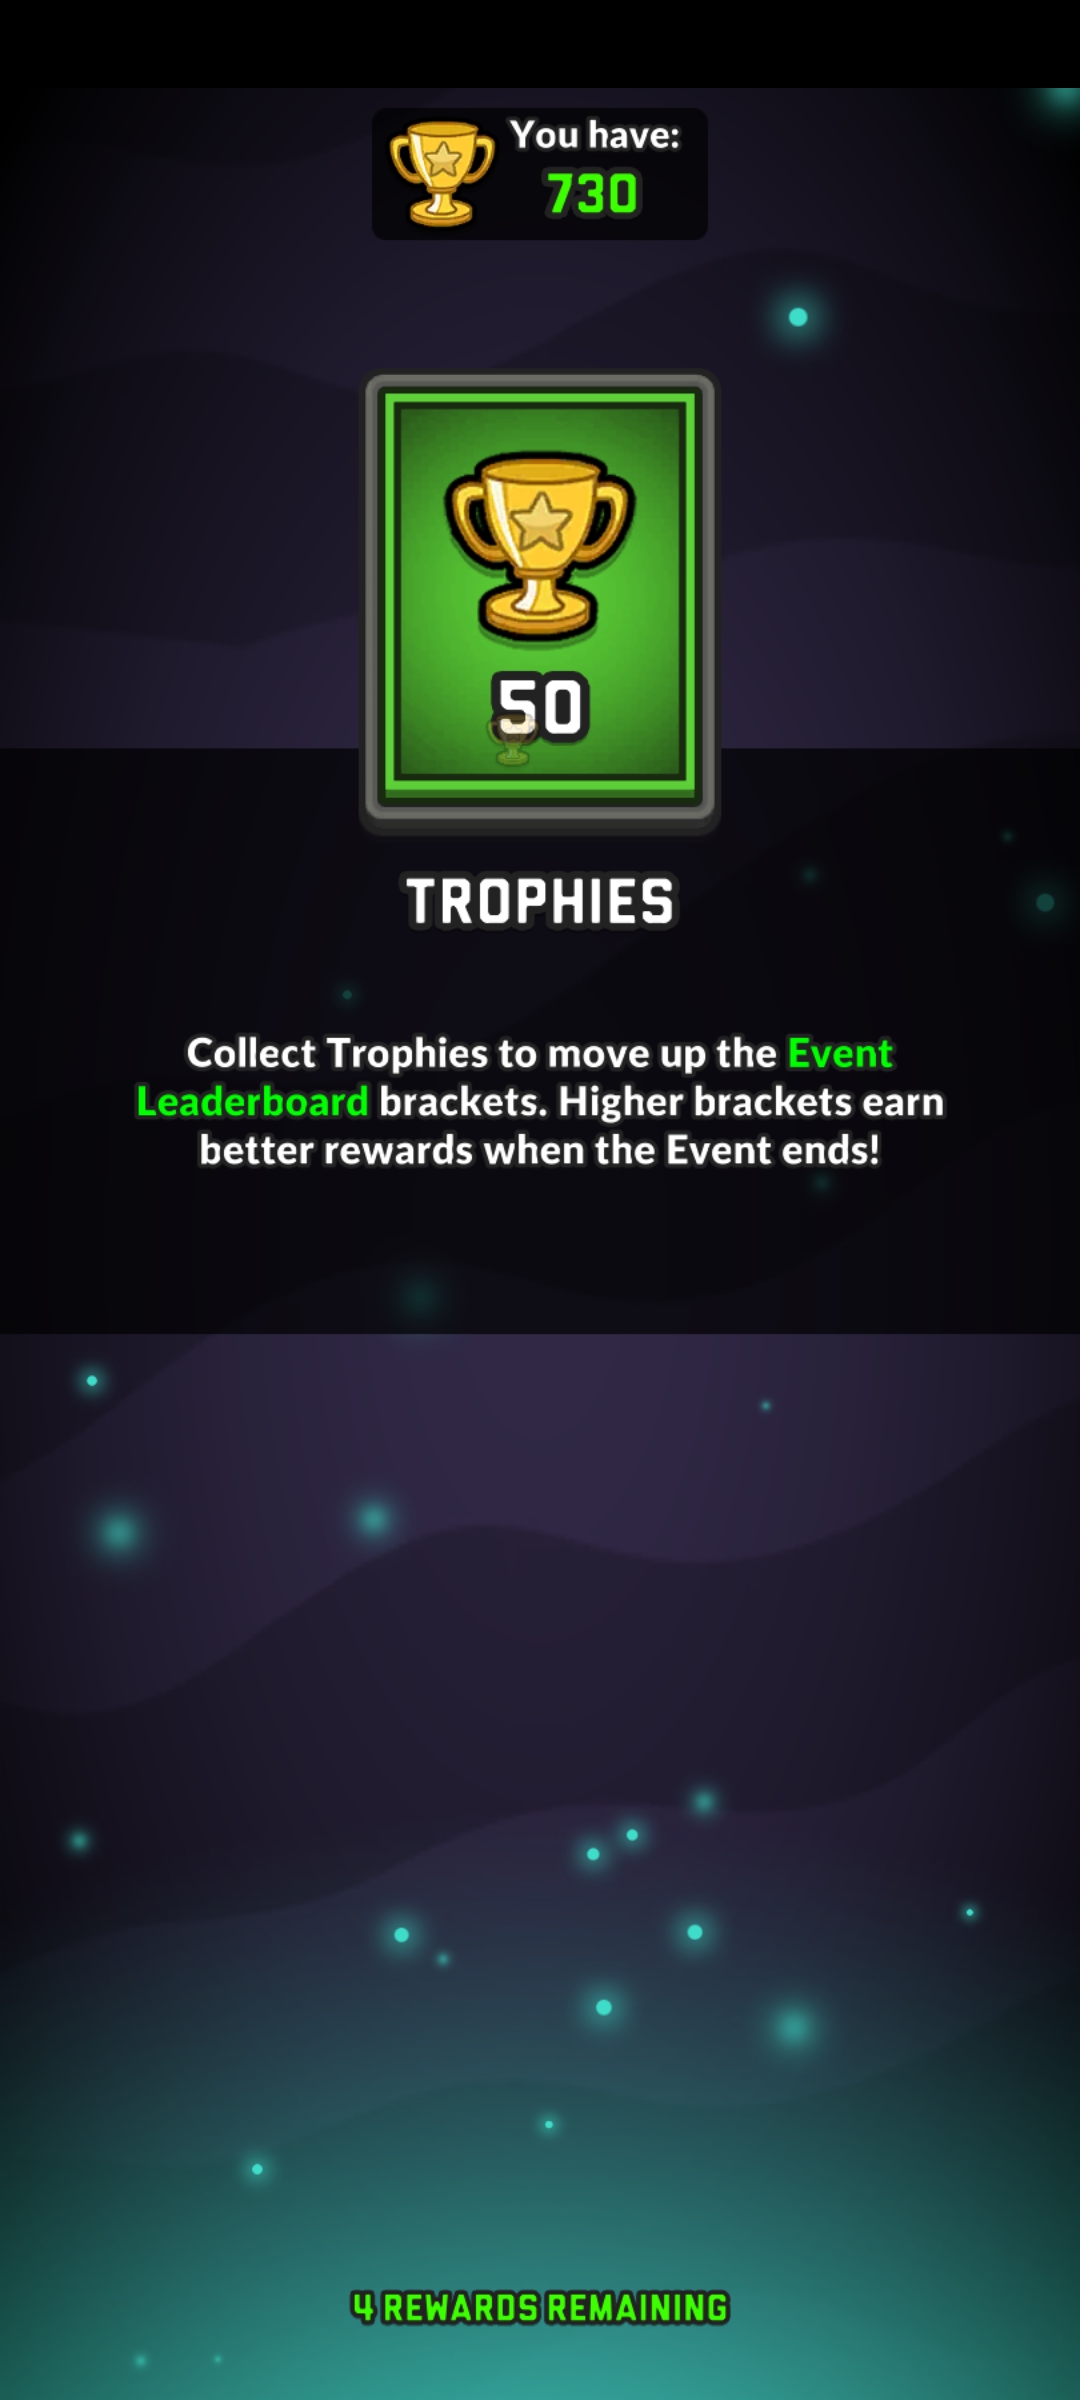 You have:
730
50
TROPHIES
Collect Trophies to move up the Event
Leaderboard brackets. Higher brackets earn
better rewards when the Event ends!
4 REWARDS REMAINING